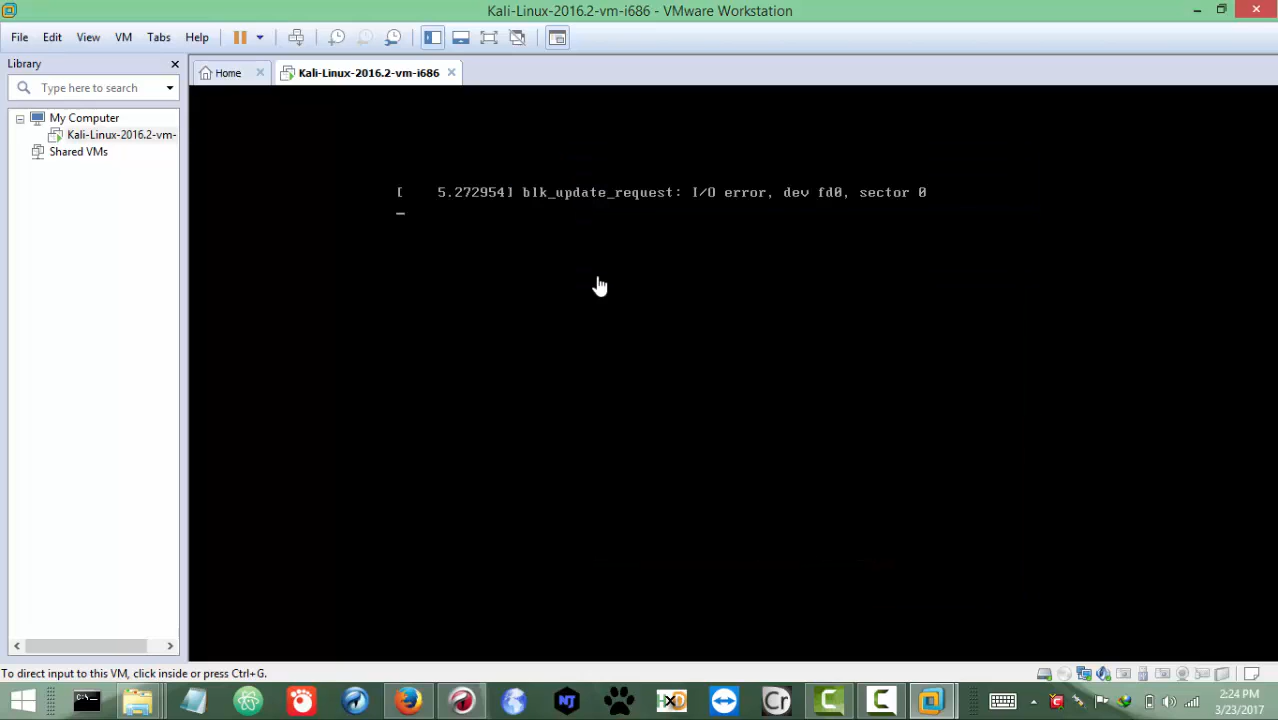 Kali-Linux-2016.2-vm-i686 - VMware Workstation
File Edit View VM Tabs Help
Library
Home
Kali-Linux-2016.2-vm-i686
Type here to search
My Computer
Kali-Linux-2016.2-vm-
Shared VMs
[    5.272954] blk_update_request: I/O error, dev fd0, sector 0
To direct input to this VM, click inside or press Ctrl+G.
NT
Cr
2:24 PM
3/23/2017